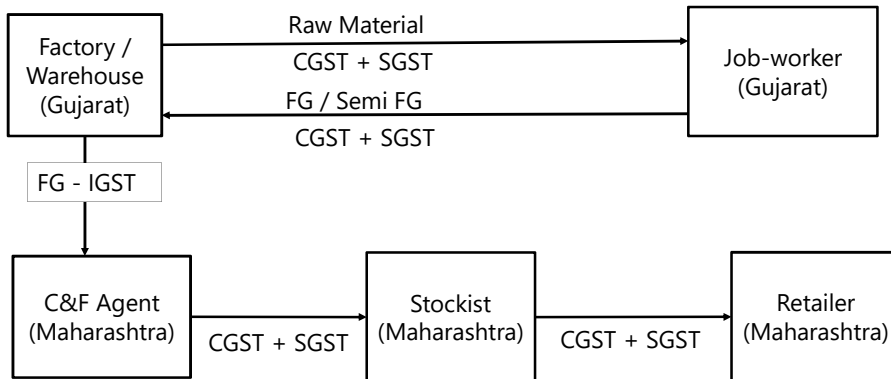 Factory /
Warehouse
(Gujarat)
Raw Material
CGST + SGST
Job-worker
(Gujarat)
FG / Semi FG
CGST + SGST
FG - IGST
C&F Agent
(Maharashtra)
CGST + SGST
Stockist
(Maharashtra)
CGST + SGST
Retailer
(Maharashtra)